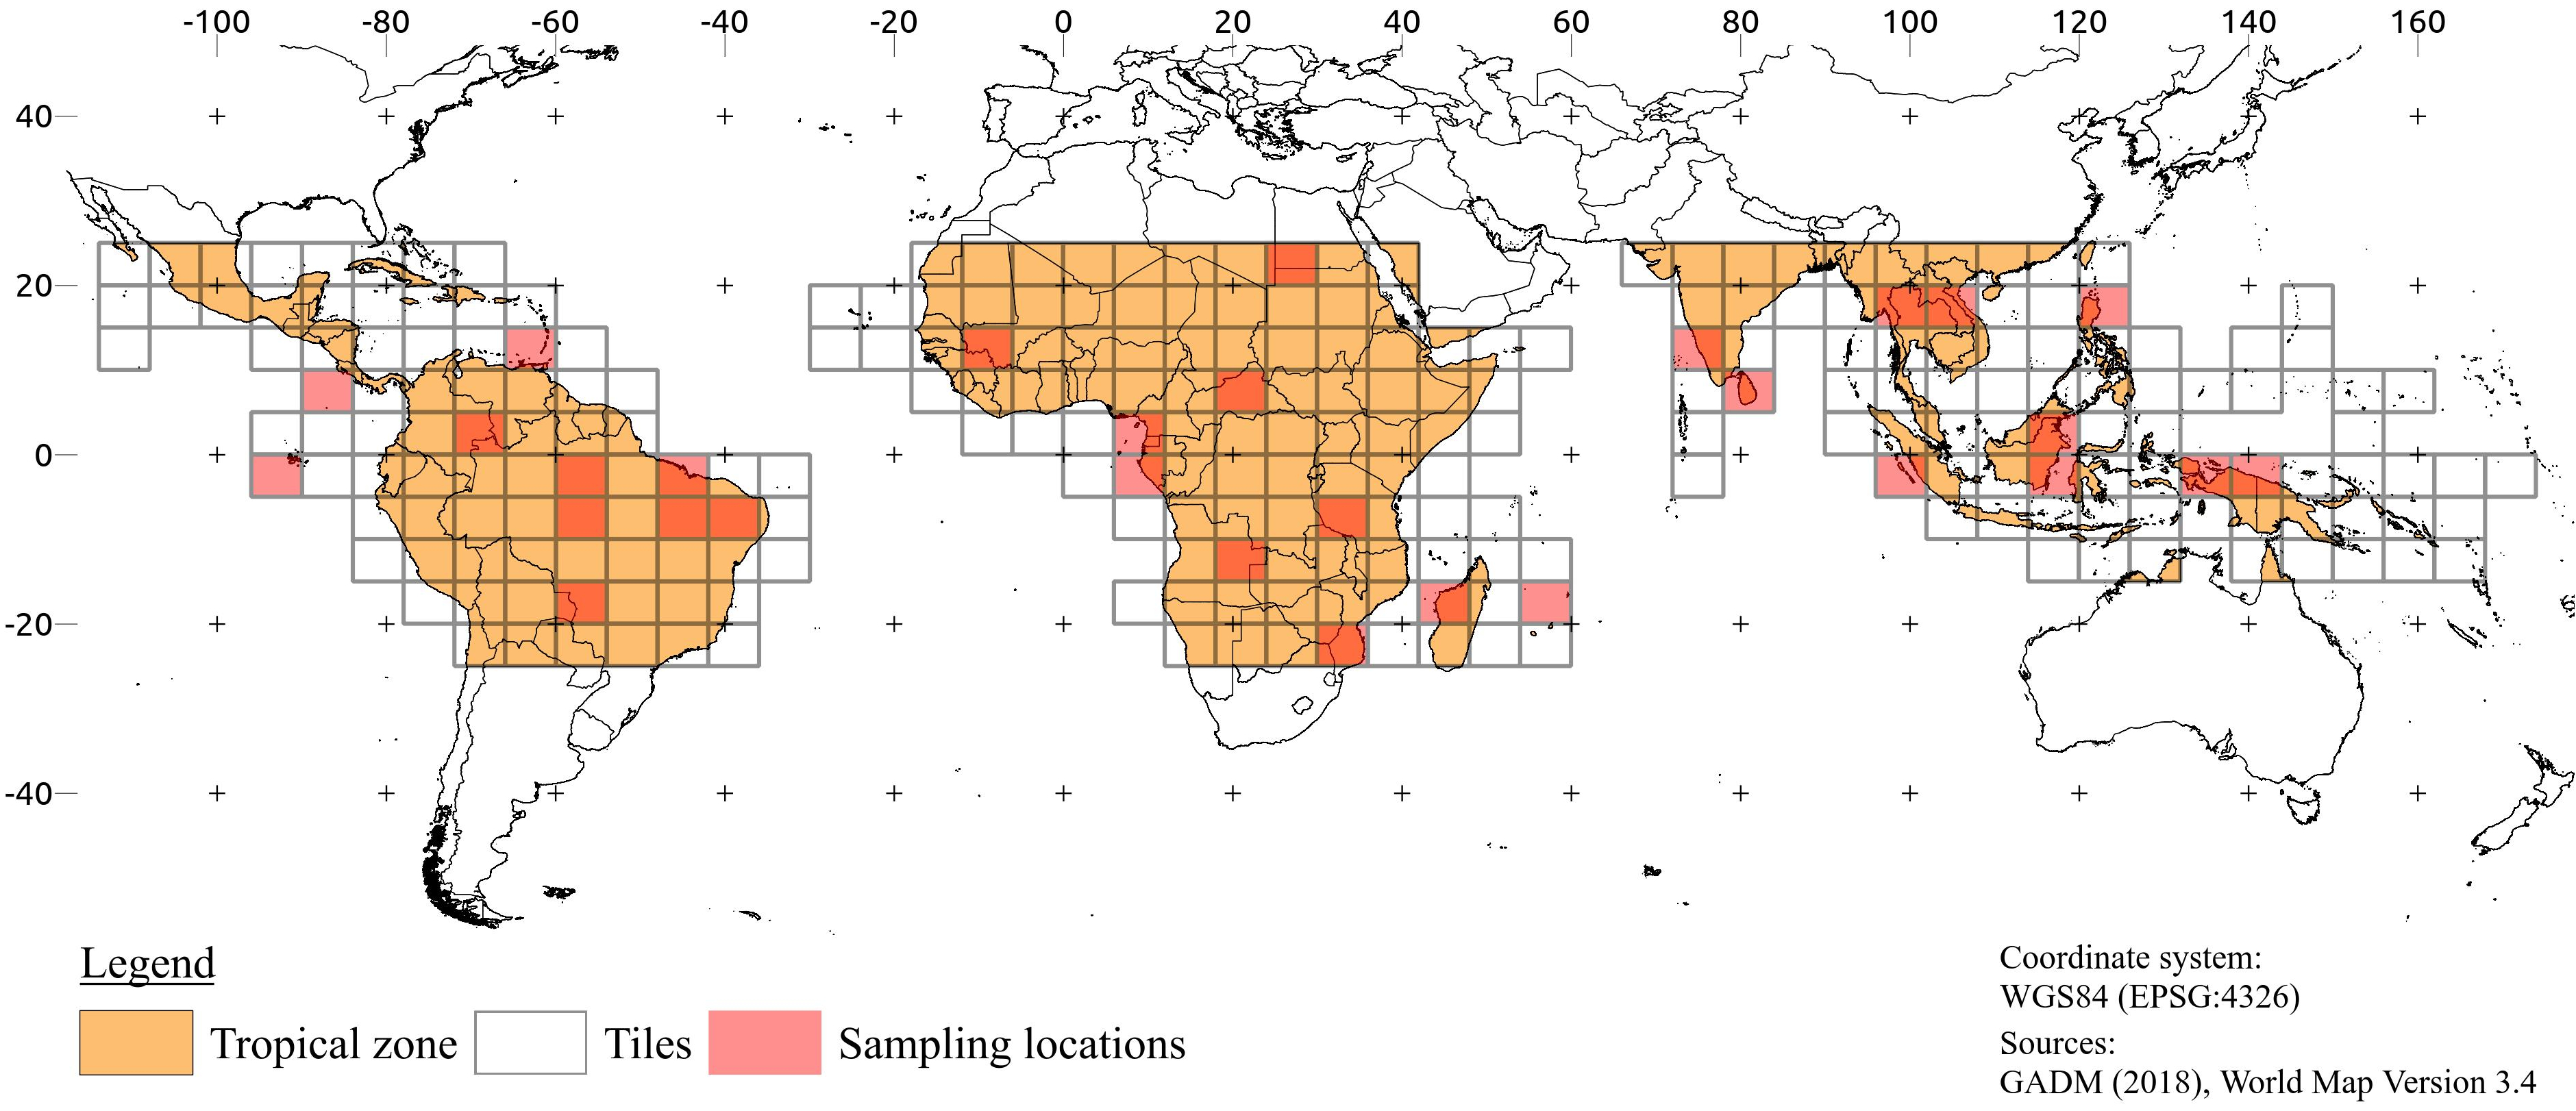 -100 -80 -60 -40 -20 0 20 40 60 80 100 120 140 160
40
20
0
-20
-40
Legend
Tropical zone
Tiles
Sampling locations
Coordinate system:
WGS84 (EPSG:4326)
Sources:
GADM (2018), World Map Version 3.4